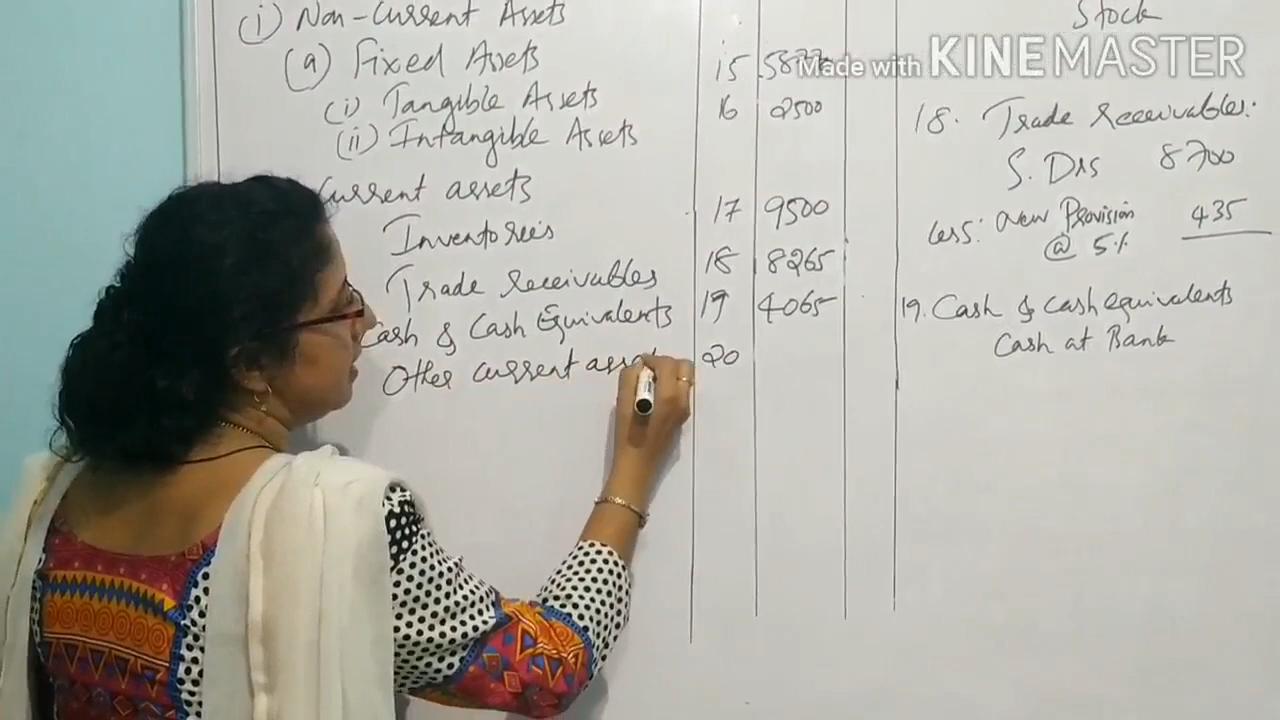 (i) Non-Current Assets
(a) Fixed Assets 15
(i) Tangible Assets 16 2500
(ii) Intangible Assets
Current assets
Inventories 17 9500
Trade Receivables 18 8265
Cash & Cash Equivalents 19 4065
Other current 20
Stock
Made with KINEMASTER
18. Trade Receivables:
S. Drs 8700
Less: New Provision 435
@ 5%
19. Cash & Cash equivalents
Cash at Bank